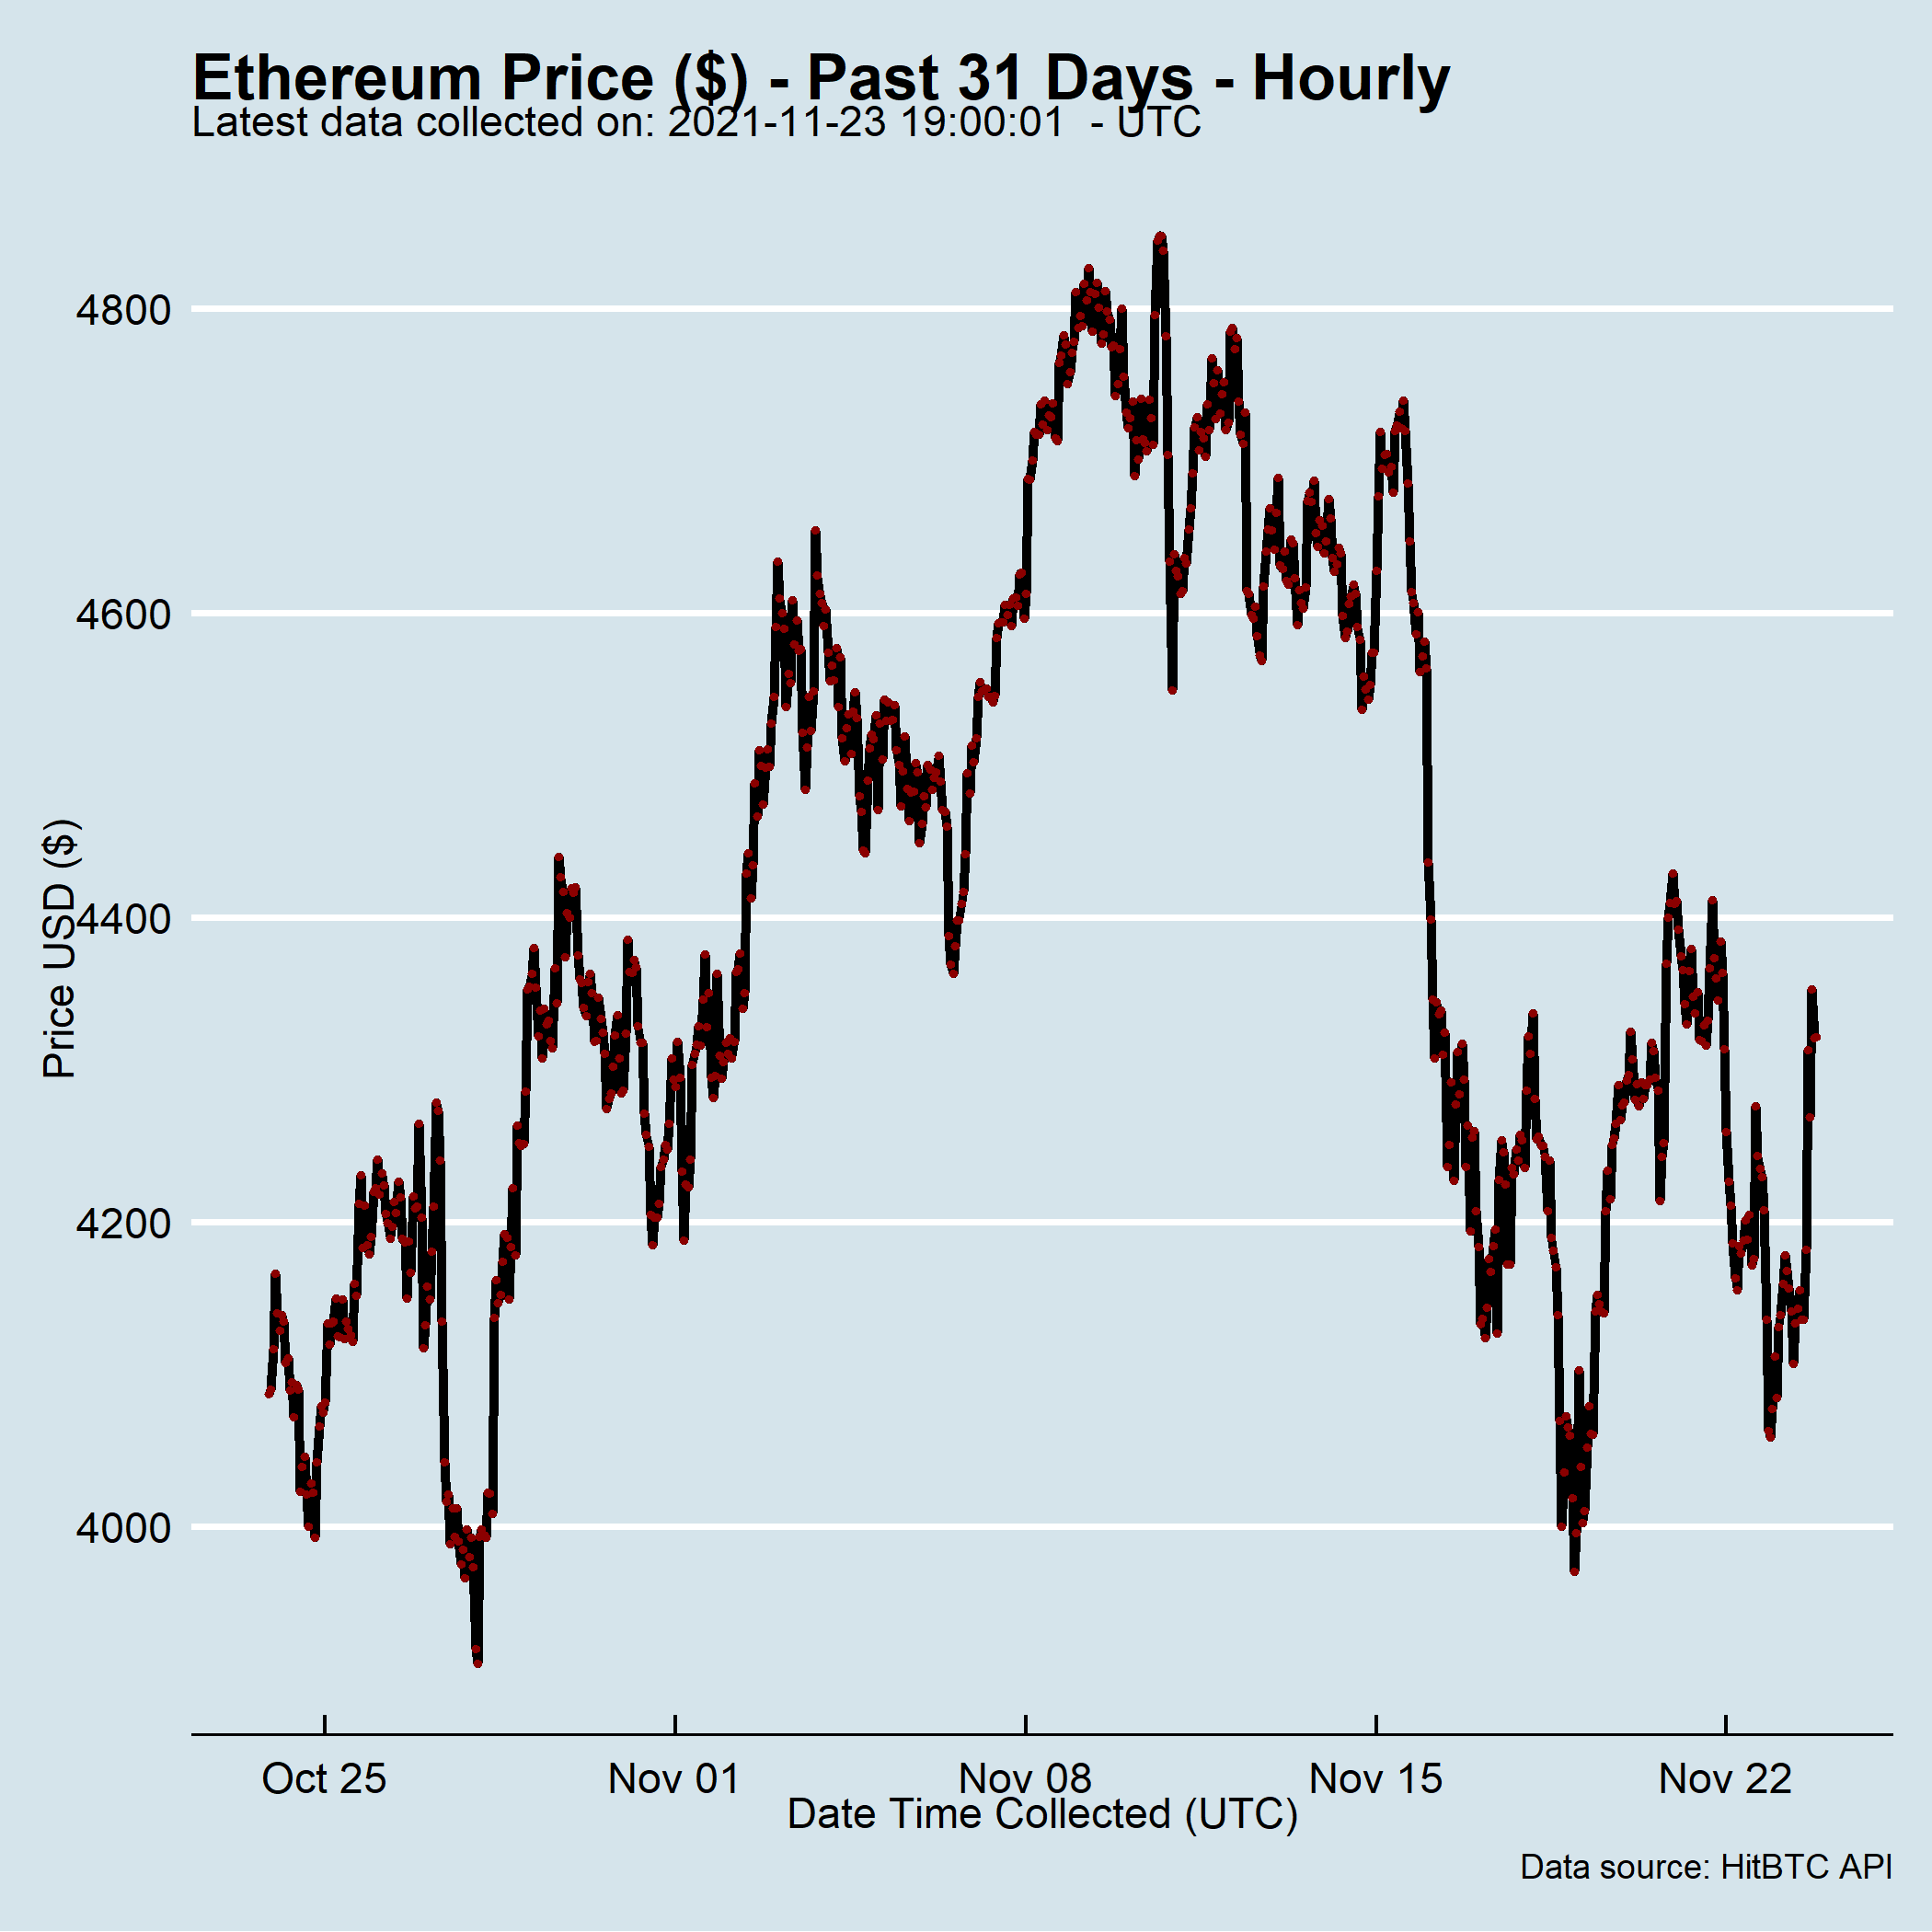 Ethereum Price ($) - Past 31 Days - Hourly
Latest data collected on: 2021-11-23 19:00:01  - UTC
Price USD ($)
4800
4600
4400
4200
4000
Oct 25 Nov 01 Nov 08 Nov 15 Nov 22
Date Time Collected (UTC)
Data source: HitBTC API